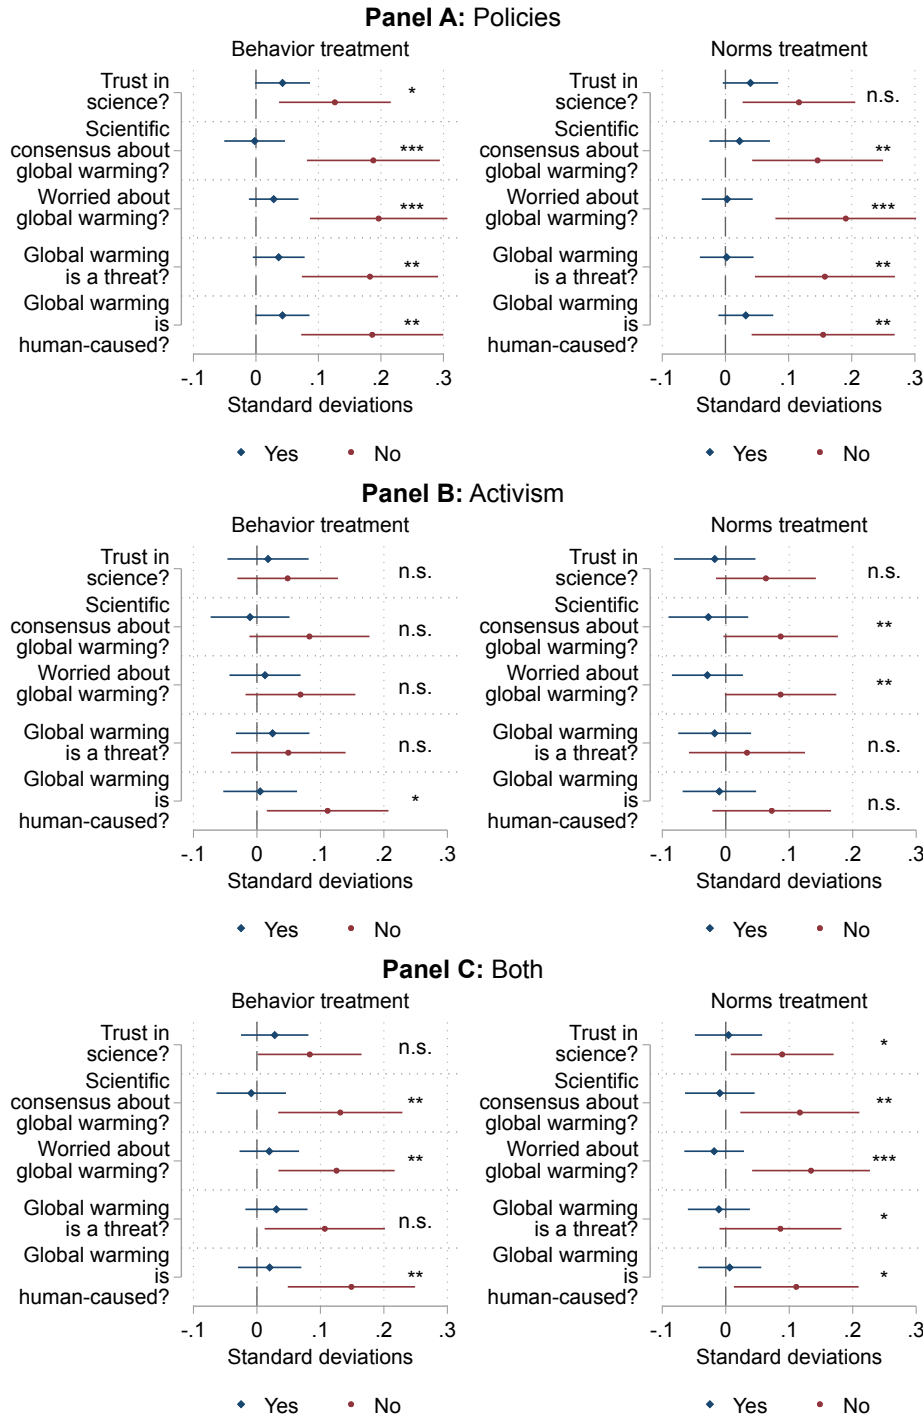 Panel A: Policies
Behavior treatment
Trust in
science?
*
Scientific
consensus about
global warming?
***
Worried about
global warming?
***
Global warming
is a threat?
**
Global warming
is
human-caused?
**
-.1 0 .1 .2 .3
Standard deviations
Yes No
Norms treatment
Trust in
science?
n.s.
Scientific
consensus about
global warming?
**
Worried about
global warming?
***
Global warming
is a threat?
**
Global warming
is
human-caused?
**
-.1 0 .1 .2 .3
Standard deviations
Yes No
Panel B: Activism
Behavior treatment
Trust in
science?
n.s.
Scientific
consensus about
global warming?
n.s.
Worried about
global warming?
n.s.
Global warming
is a threat?
n.s.
Global warming
is
human-caused?
*
-.1 0 .1 .2 .3
Standard deviations
Yes No
Norms treatment
Trust in
science?
n.s.
Scientific
consensus about
global warming?
**
Worried about
global warming?
**
Global warming
is a threat?
n.s.
Global warming
is
human-caused?
n.s.
-.1 0 .1 .2 .3
Standard deviations
Yes No
Panel C: Both
Behavior treatment
Trust in
science?
n.s.
Scientific
consensus about
global warming?
**
Worried about
global warming?
**
Global warming
is a threat?
n.s.
Global warming
is
human-caused?
**
-.1 0 .1 .2 .3
Standard deviations
Yes No
Norms treatment
Trust in
science?
*
Scientific
consensus about
global warming?
**
Worried about
global warming?
***
Global warming
is a threat?
*
Global warming
is
human-caused?
*
-.1 0 .1 .2 .3
Standard deviations
Yes No